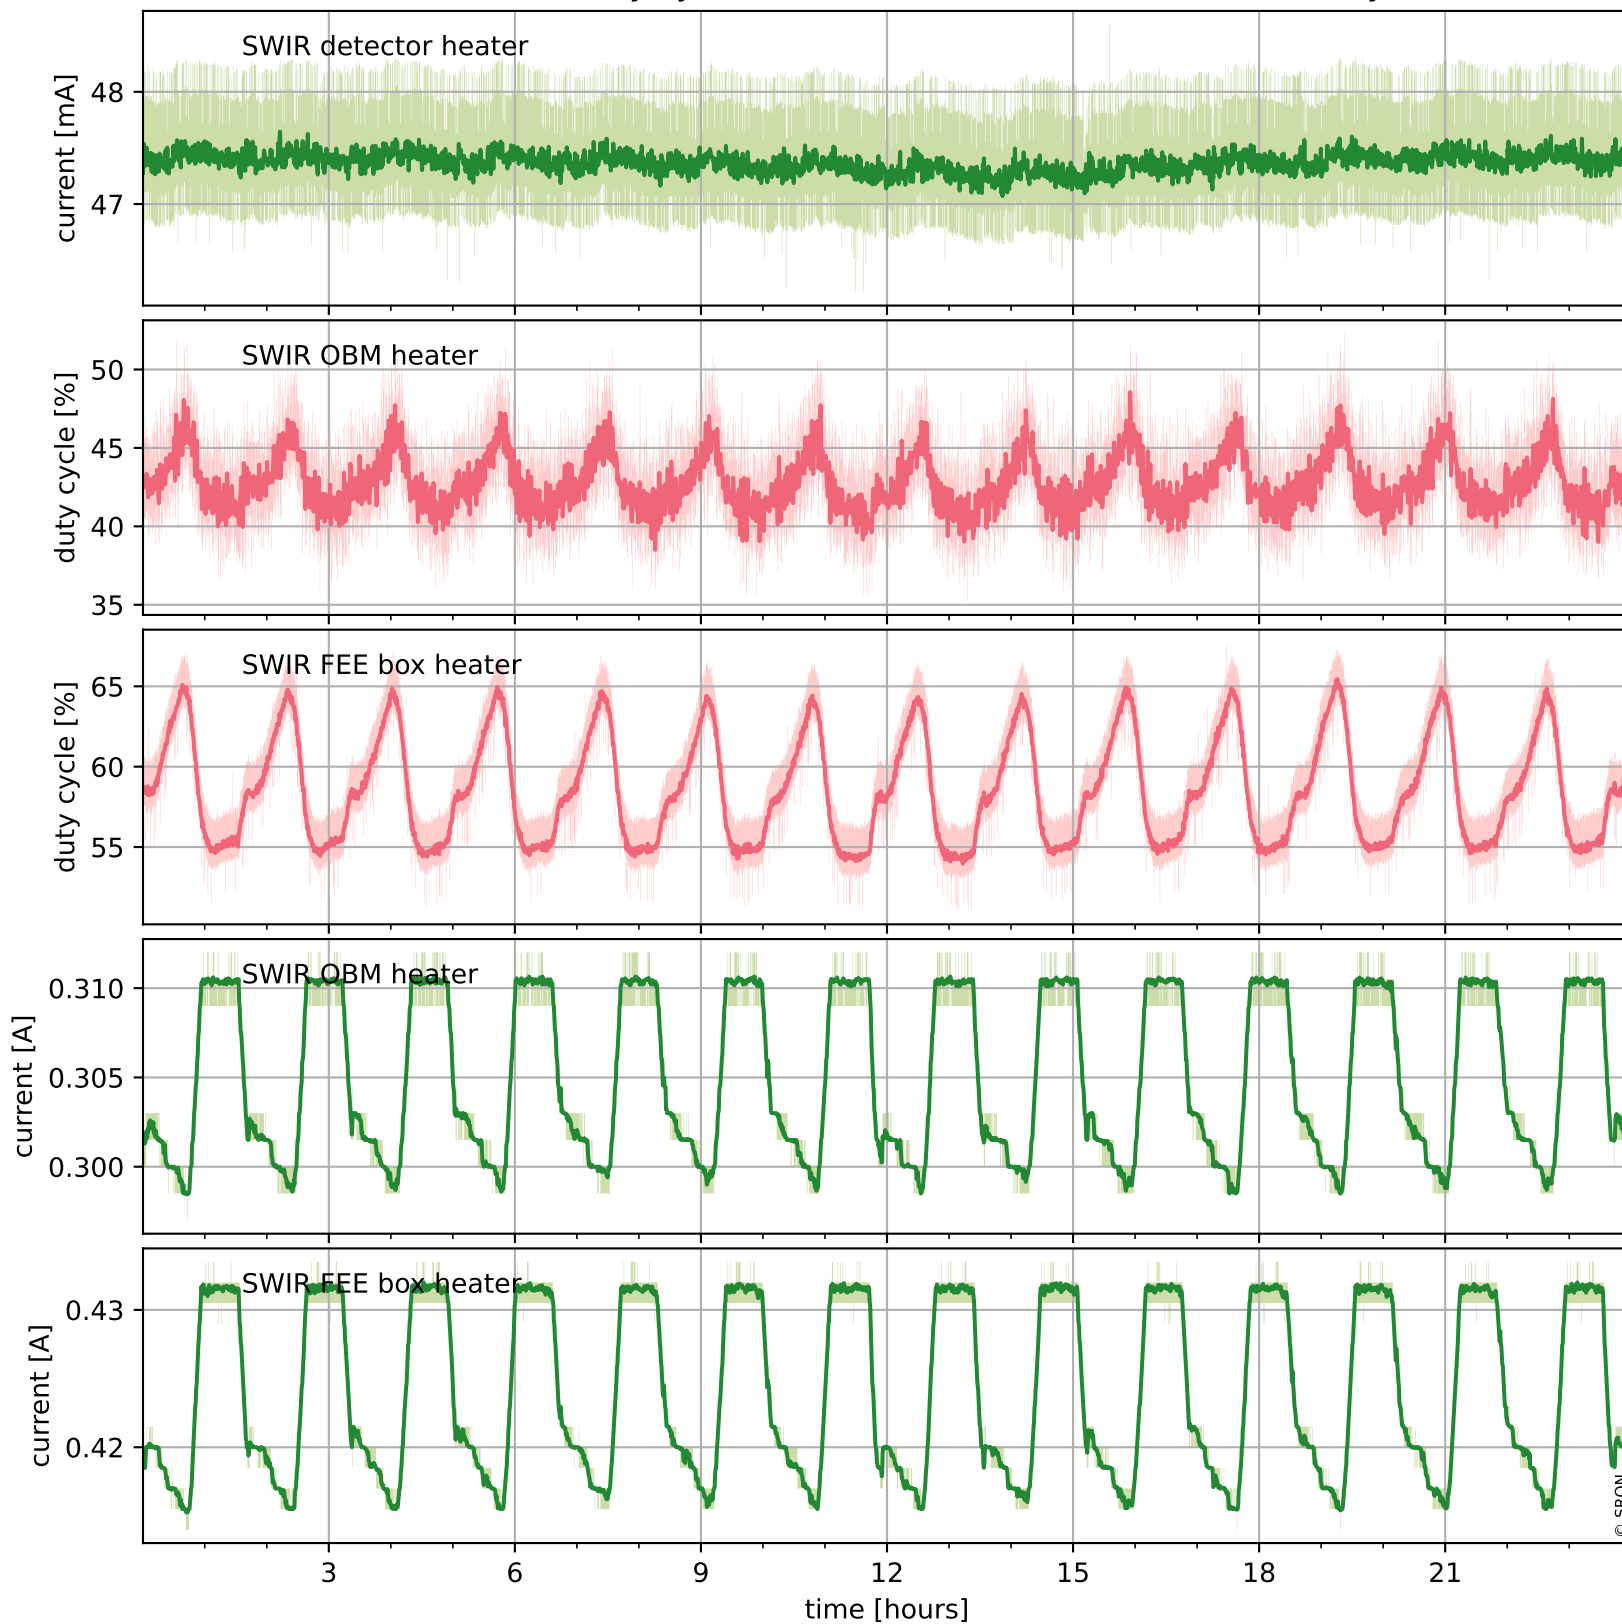 SWIR detector heater
current [mA]
48
47
SWIR OBM heater
duty cycle [%]
50
45
40
35
SWIR FEE box heater
duty cycle [%]
65
60
55
SWIR OBM heater
current [A]
0.310
0.305
0.300
SWIR FEE box heater
current [A]
0.43
0.42
© SRON
3 6 9 12 15 18 21
time [hours]